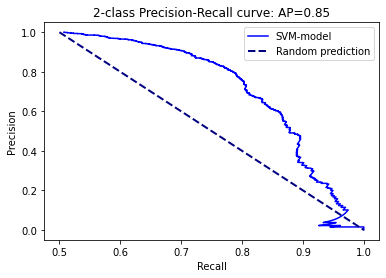 2-class Precision-Recall curve: AP=0.85
SVM-model
Random prediction
Precision
1.0
0.8
0.6
0.4
0.2
0.0
0.5 0.6 0.7 0.8 0.9 1.0
Recall